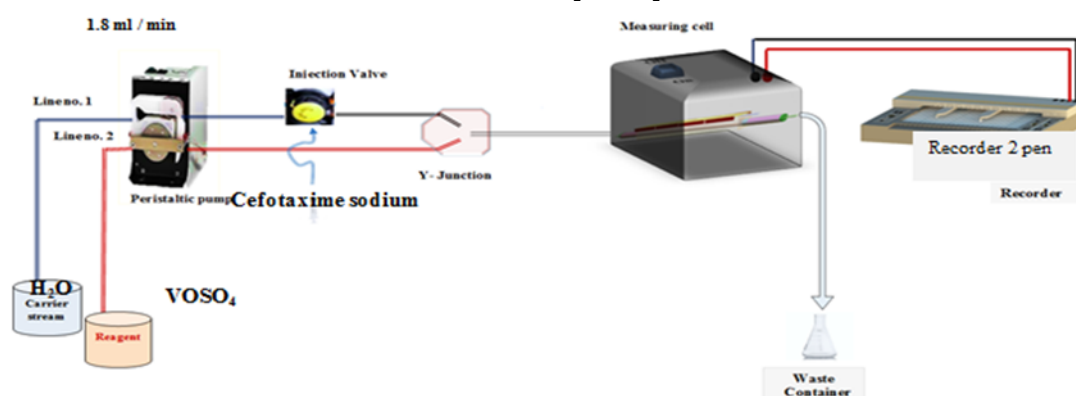 1.8 ml / min
Measuring cell
Injection Valve
Line no. 1
Line no. 2
Recorder 2 pen
Y- Junction
Peristaltic pump
Cefotaxime sodium
Recorder
H₂O
Carrier
stream
VOSO₄
Reagent
Waste
Container